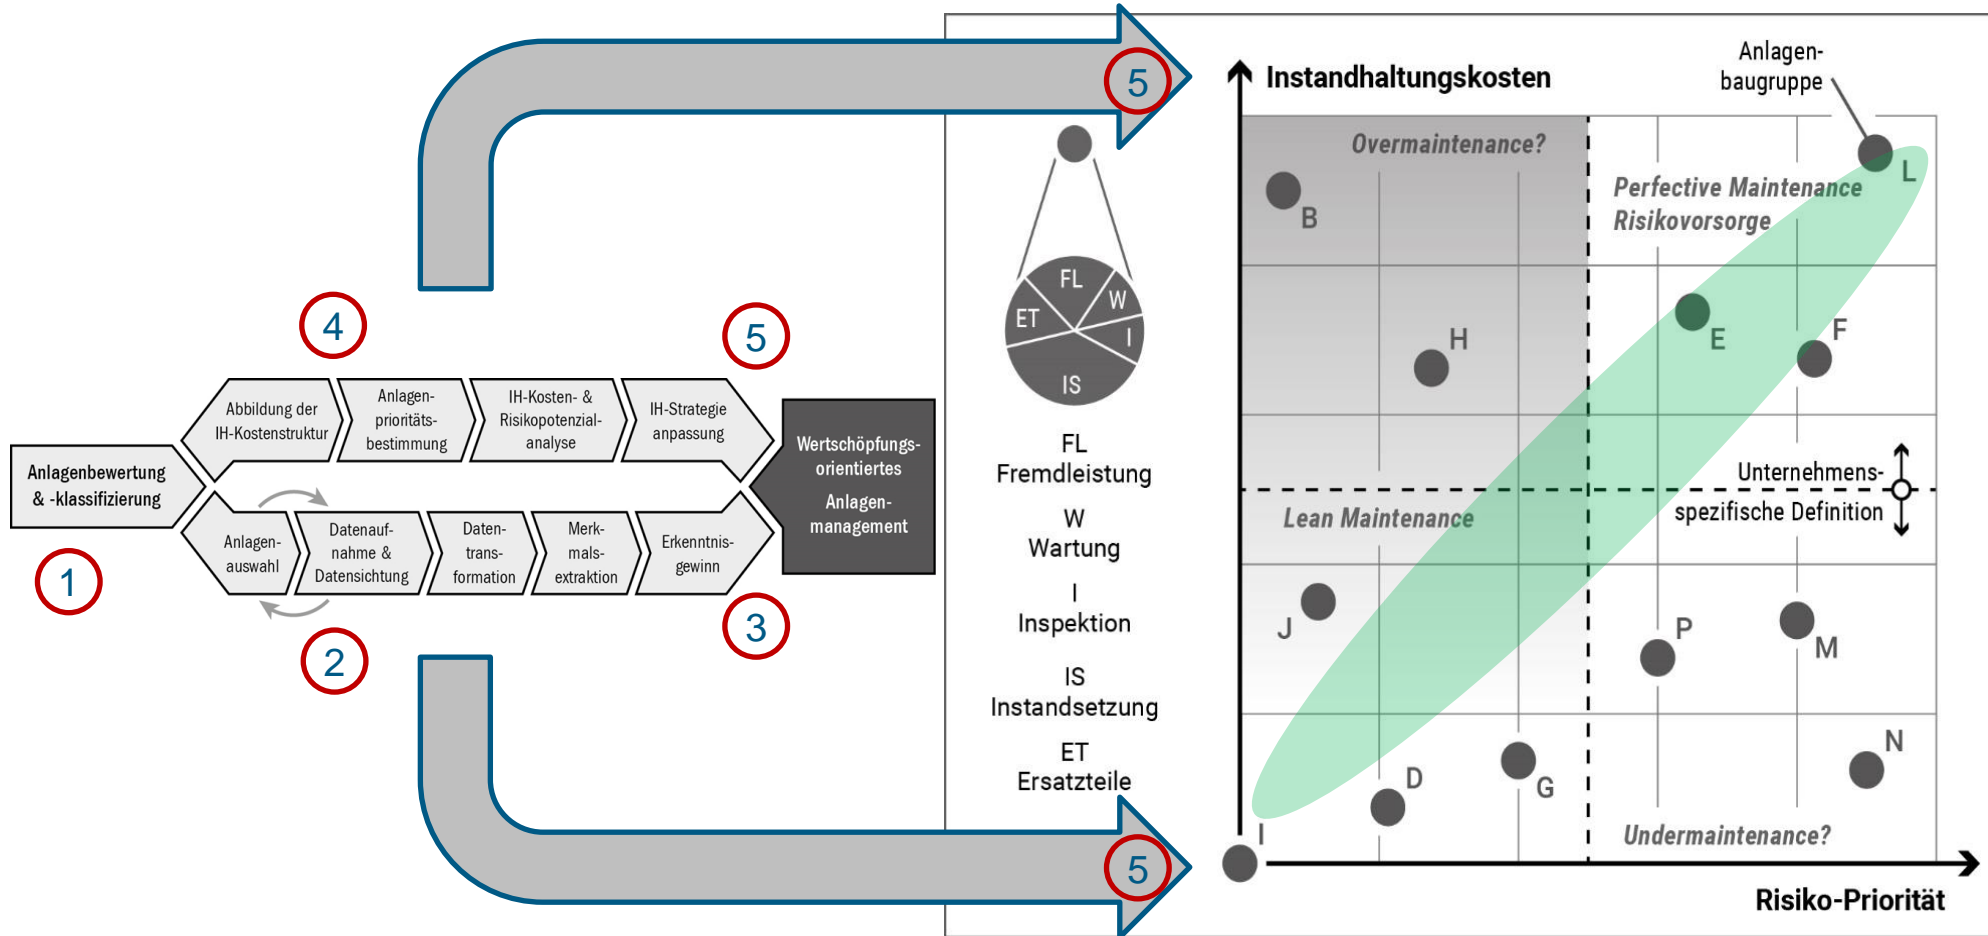 5
Instandhaltungskosten
Anlagen-
baugruppe
Overmaintenance?
L
Perfective Maintenance
Risikovorsorge
B
FL
W
ET
I
IS
4
5
H
E
F
Abbildung der
IH-Kostenstruktur
Anlagen-
prioritäts-
bestimmung
IH-Kosten- &
Risikopotenzial-
analyse
IH-Strategie
anpassung
Anlagenbewertung
& -klassifizierung
Wertschöpfungs-
orientiertes
Anlagen-
management
Anlagen-
auswahl
Datenauf-
nahme &
Datensichtung
Daten-
trans-
formation
Merk-
mals-
extraktion
Erkenntnis-
gewinn
1
2
3
FL
Fremdleistung
W
Wartung
I
Inspektion
IS
Instandsetzung
ET
Ersatzteile
Unternehmens-
spezifische Definition
Lean Maintenance
J
P
M
D
G
N
I
Undermaintenance?
5
Risiko-Priorität